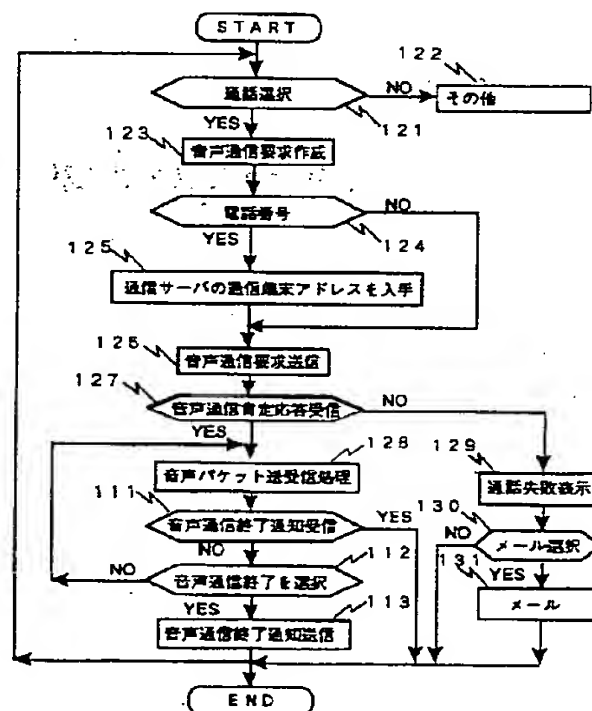 START
122
通話選択
NO
その他
YES
121
123
音声通信要求作成
電話番号
NO
YES
124
125
通信サーバの通信端末アドレスを入手
126
音声通信要求送信
127
音声通信肯定応答受信
NO
YES
128
129
音声パケット送受信処理
通話失敗表示
111
130
音声通信終了通知受信
YES
NO
メール選択
NO
112
131
YES
NO
音声通信終了を選択
メール
YES
113
音声通信終了通知送信
END